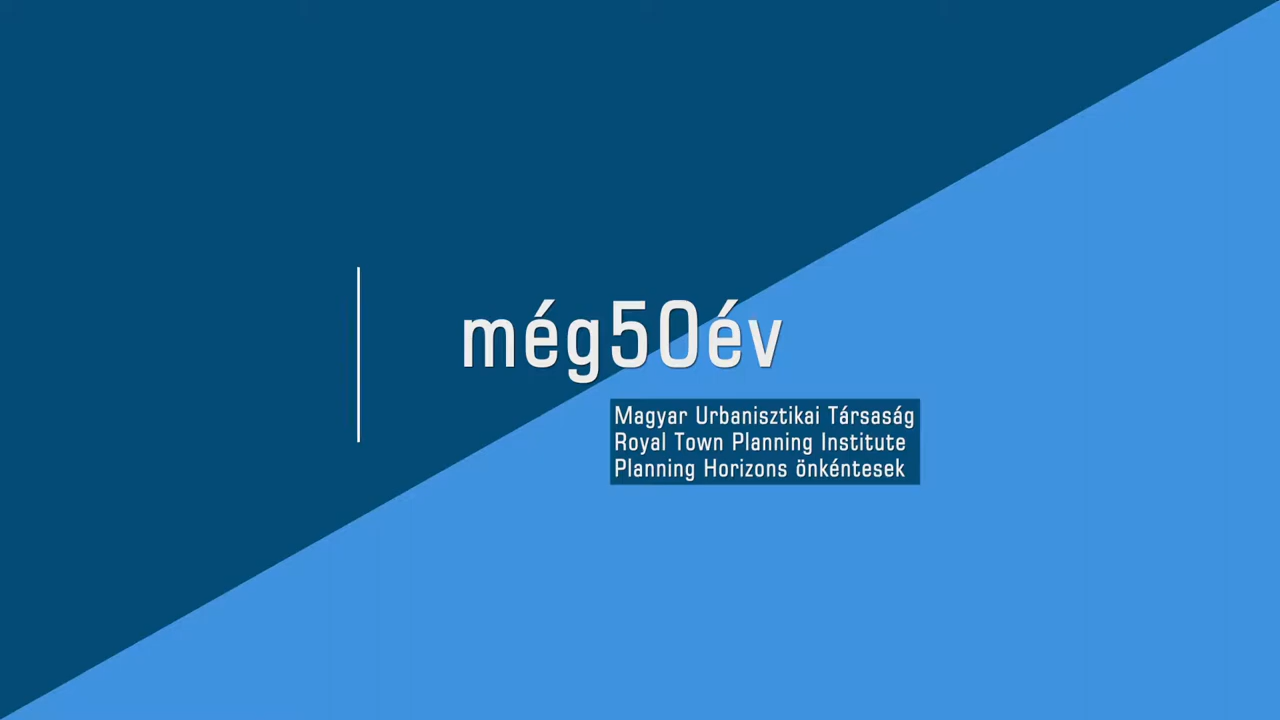 még50év
Magyar Urbanisztikai Társaság
Royal Town Planning Institute
Planning Horizons önkéntesek